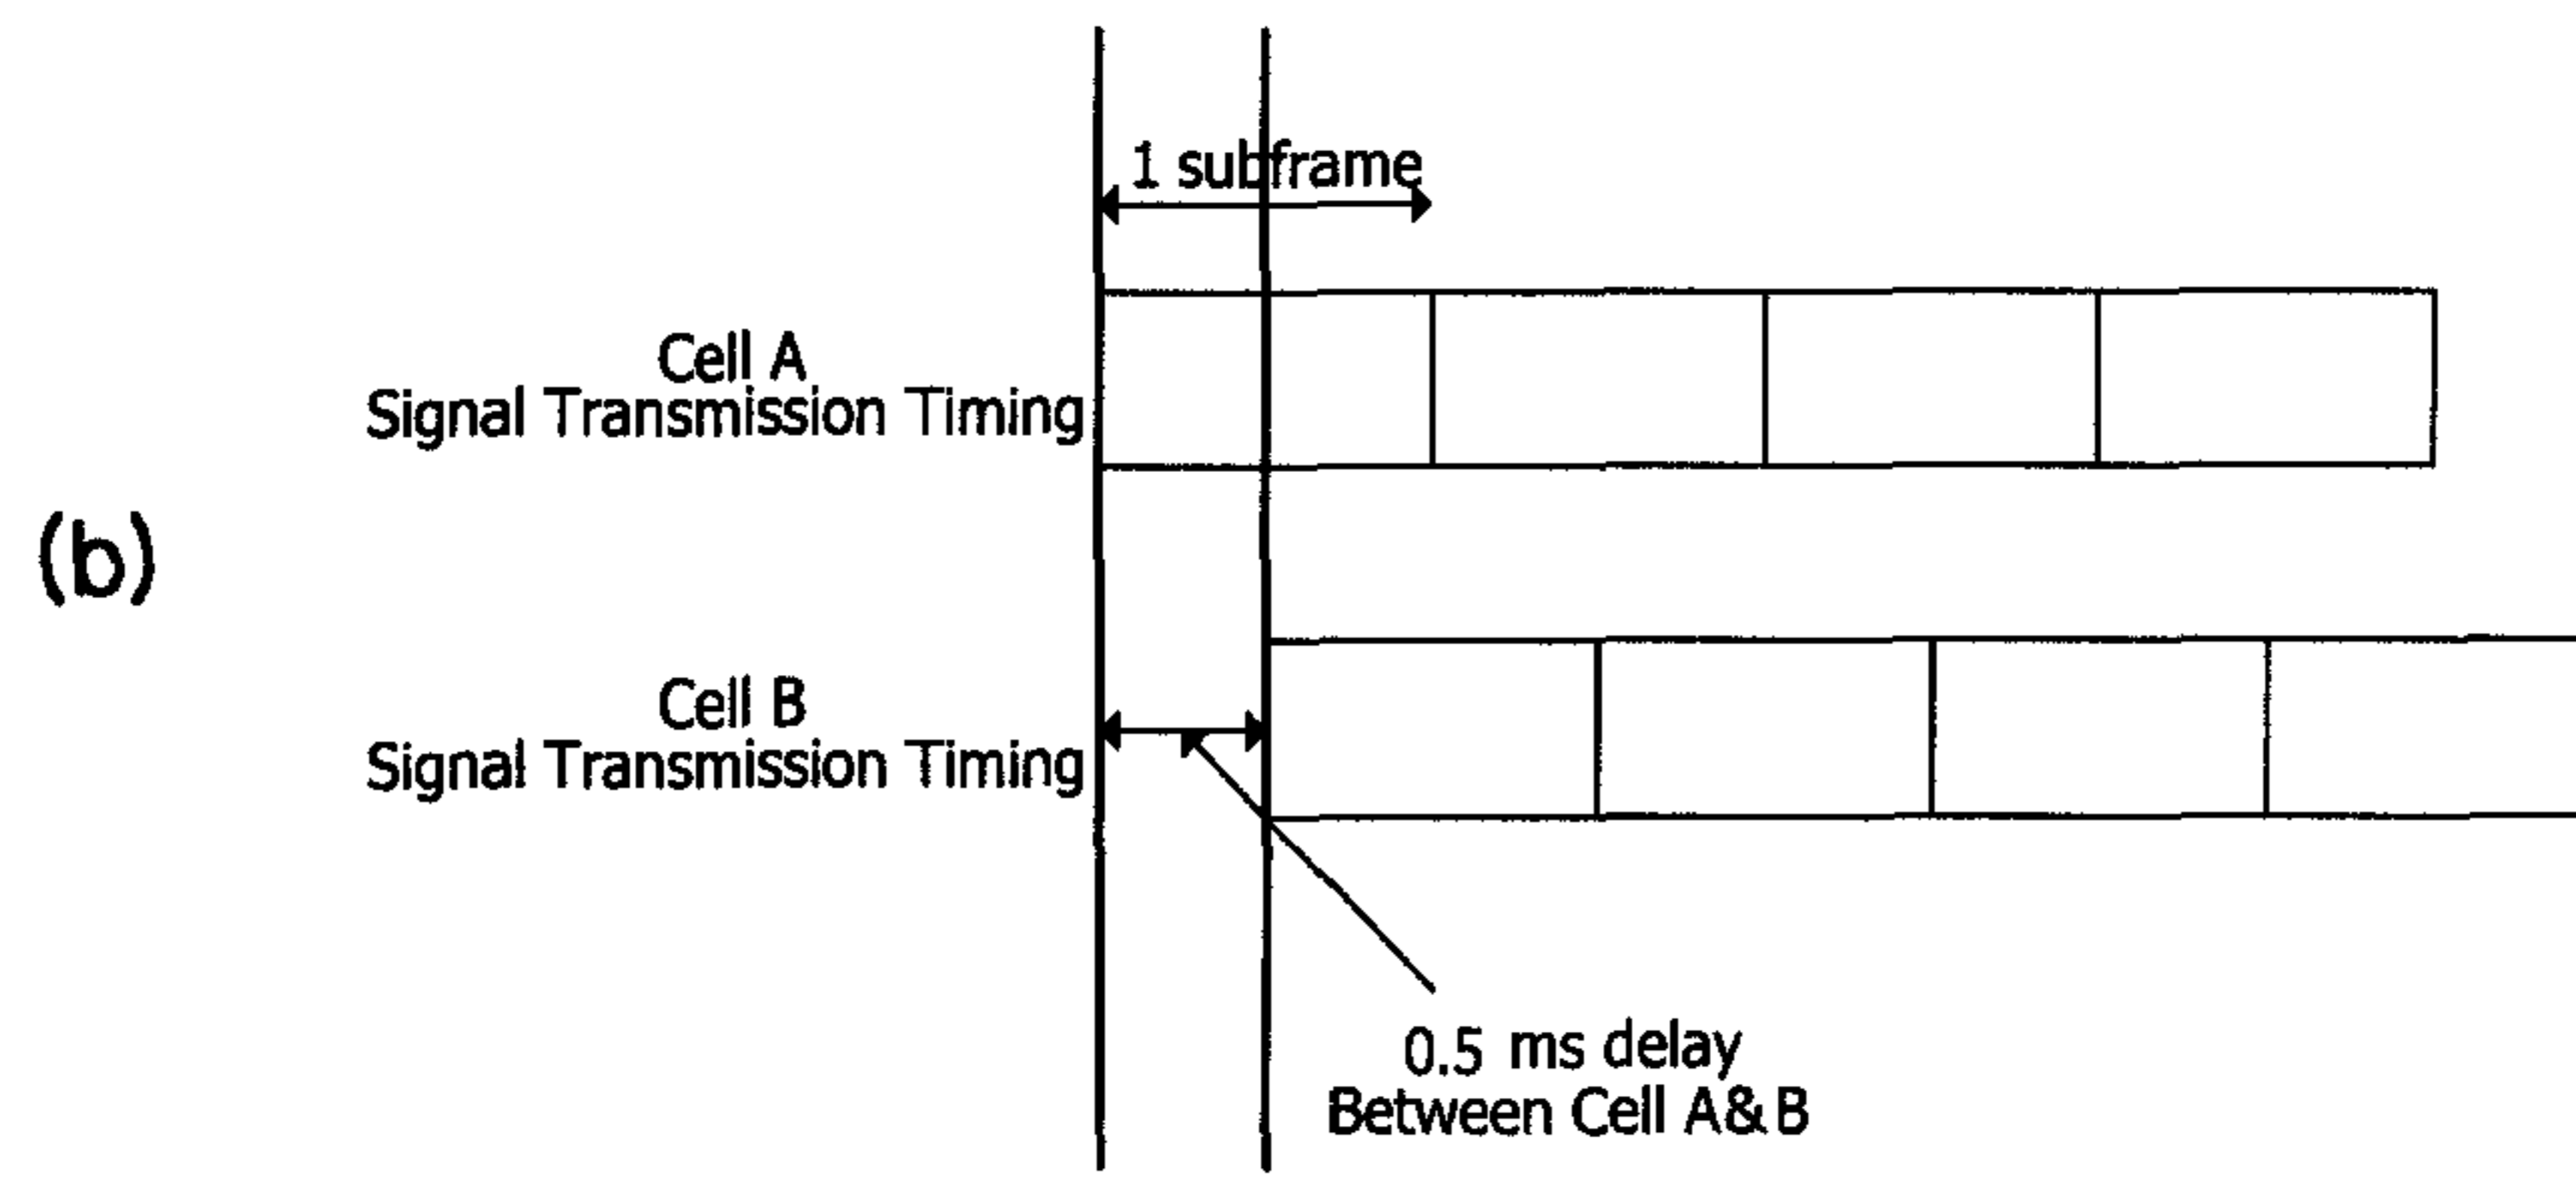 1 subframe
Cell A
Signal Transmission Timing
(b)
Cell B
Signal Transmission Timing
0.5 ms delay
Between Cell A&B